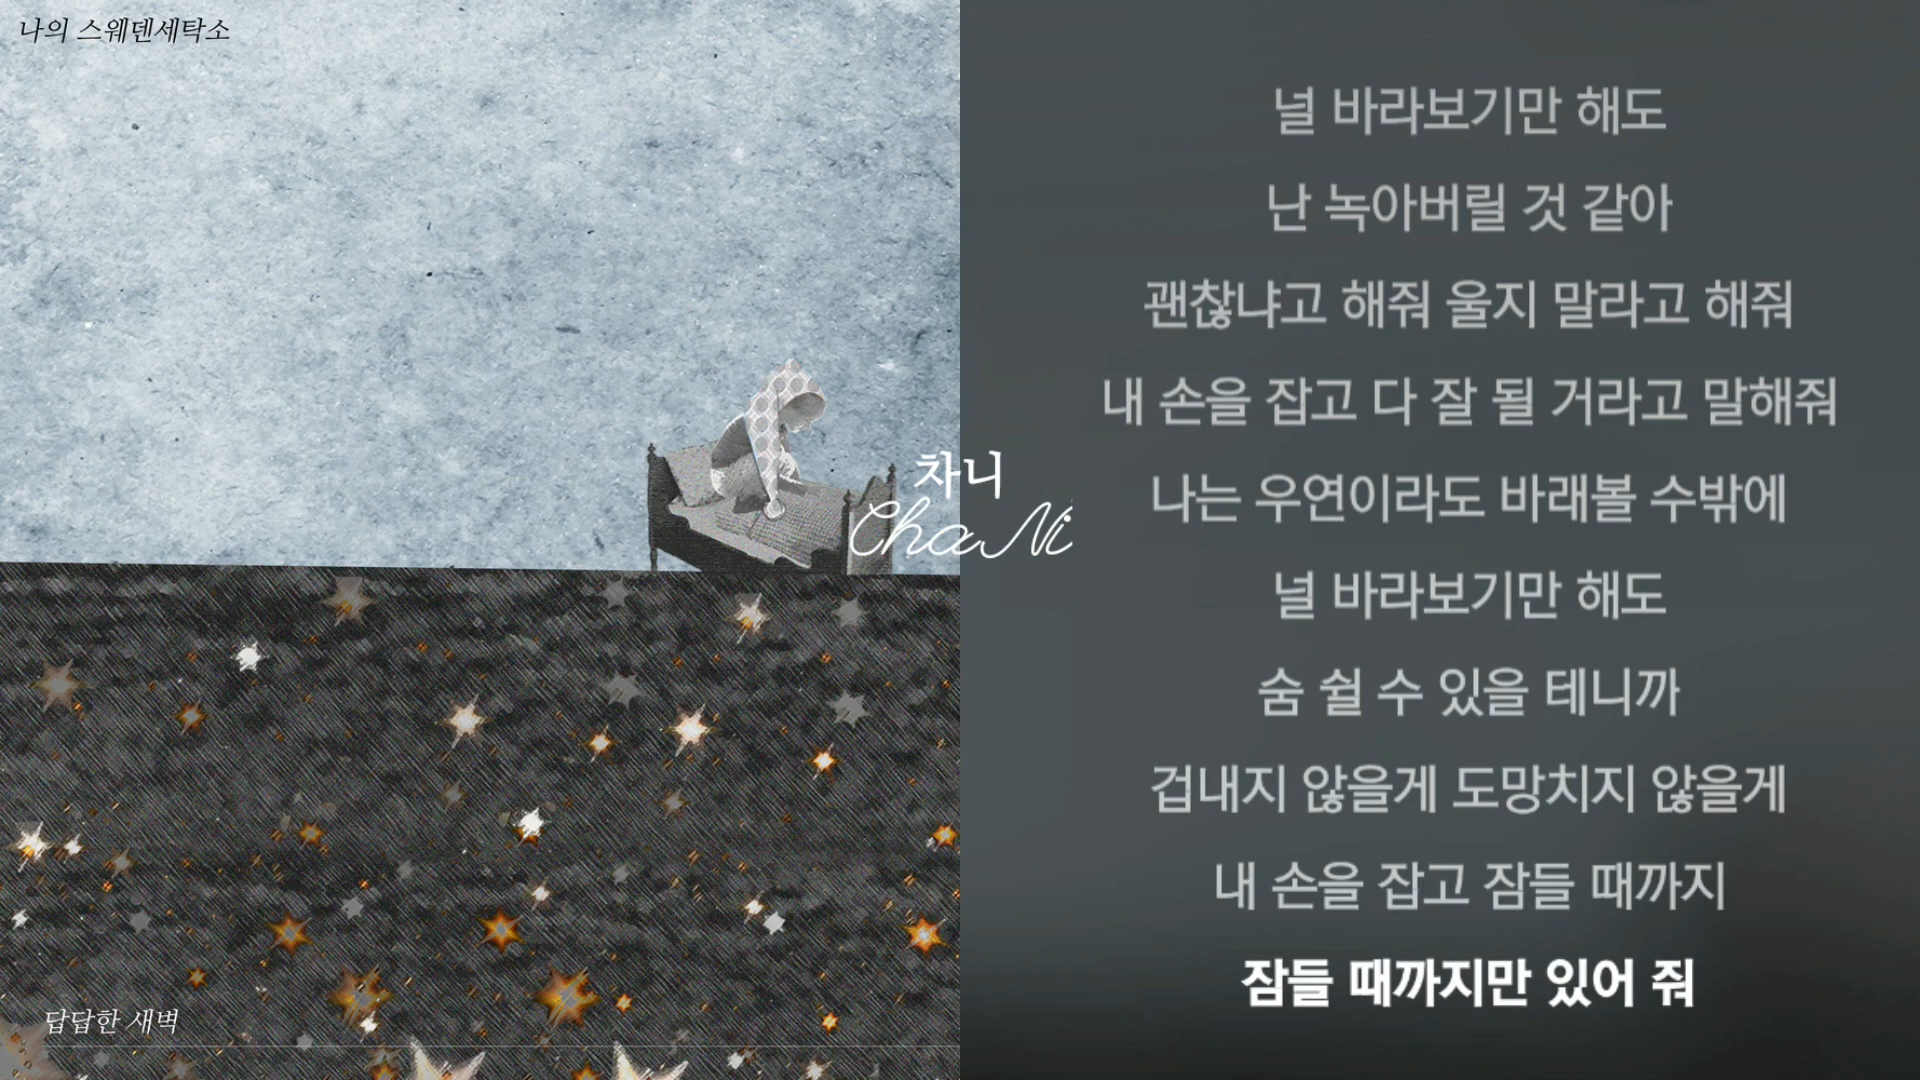 나의 스웨덴세탁소
답답한 새벽
차니
ChaNi
널 바라보기만 해도
난 녹아버릴 것 같아
괜찮냐고 해줘 울지 말라고 해줘
내 손을 잡고 다 잘 될 거라고 말해줘
나는 우연이라도 바래볼 수밖에
널 바라보기만 해도
숨 쉴 수 있을 테니까
겁내지 않을게 도망치지 않을게
내 손을 잡고 잠들 때까지
잠들 때까지만 있어 줘